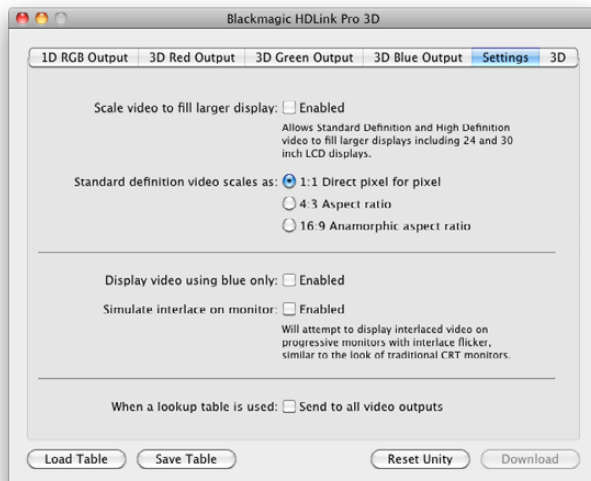 Blackmagic HDLink Pro 3D
1D RGB Output 3D Red Output 3D Green Output 3D Blue Output Settings 3D
Scale video to fill larger display: Enabled
Allows Standard Definition and High Definition
video to fill larger displays including 24 and 30
inch LCD displays.
Standard definition video scales as: 1:1 Direct pixel for pixel
4:3 Aspect ratio
16:9 Anamorphic aspect ratio
Display video using blue only: Enabled
Simulate interlace on monitor: Enabled
Will attempt to display interlaced video on
progressive monitors with interlace flicker,
similar to the look of traditional CRT monitors.
When a lookup table is used: Send to all video outputs
Load Table Save Table Reset Unity Download